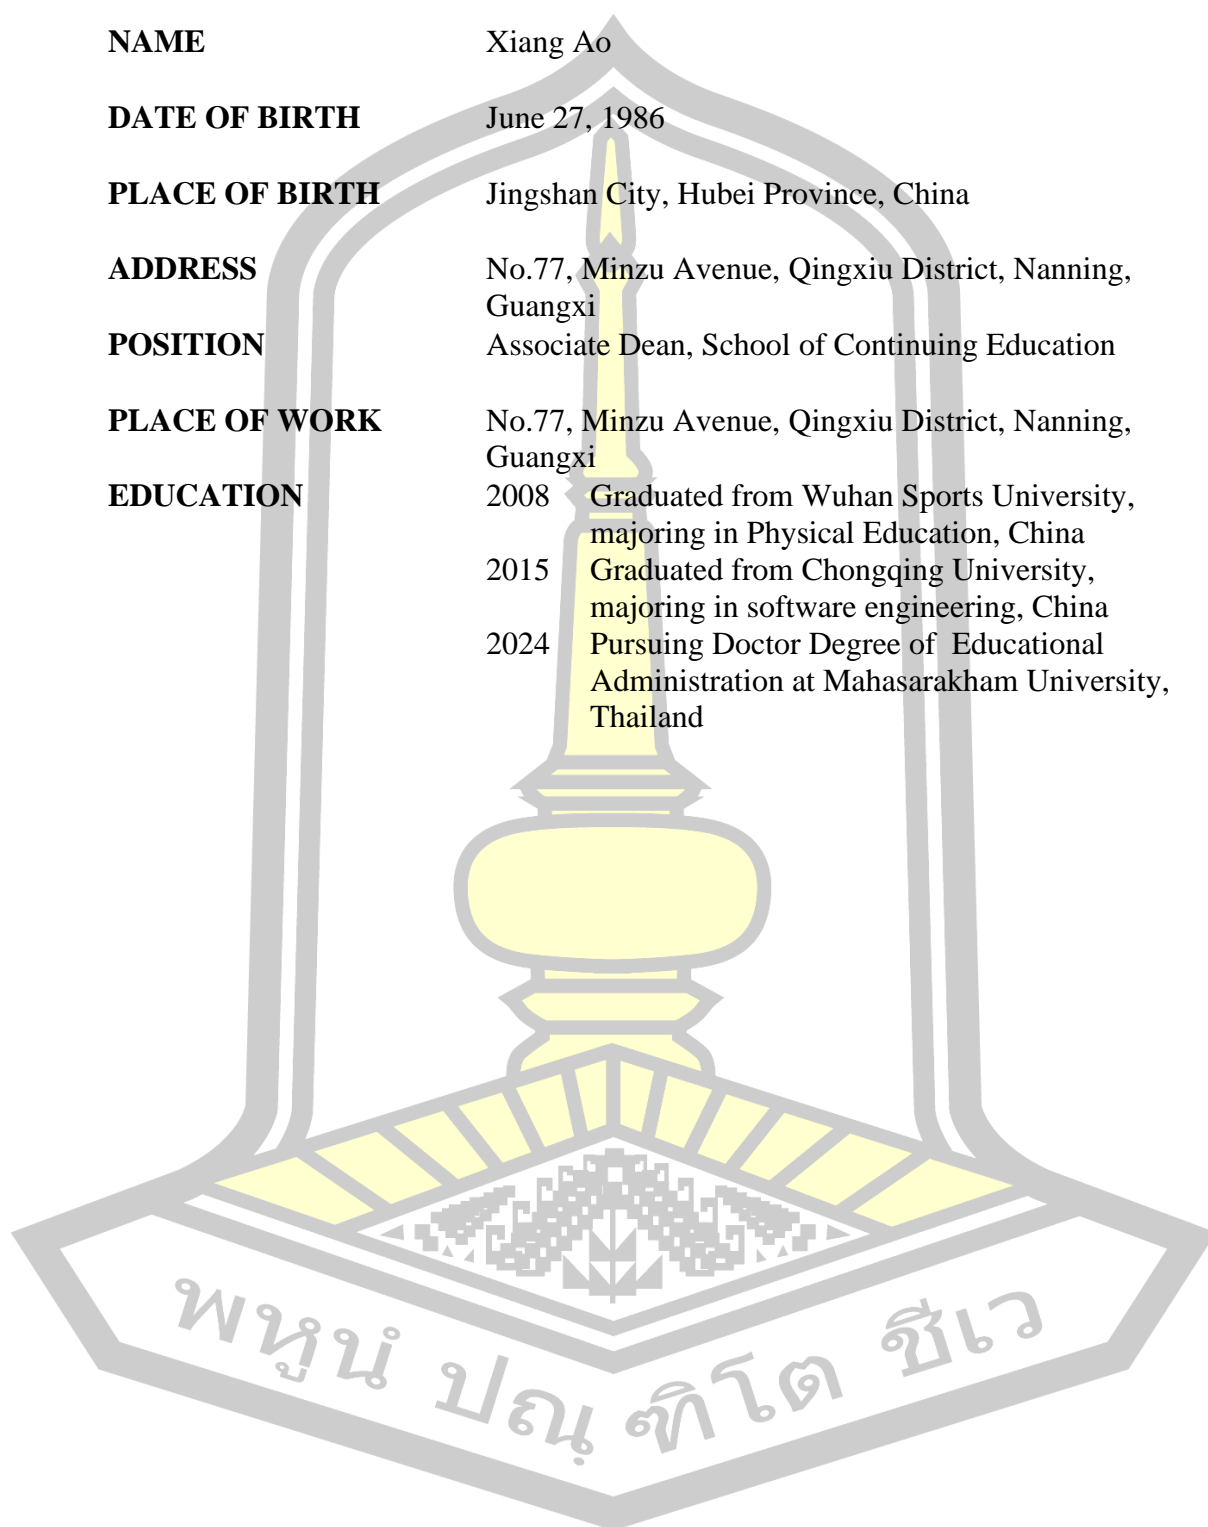 NAME Xiang Ao
DATE OF BIRTH June 27, 1986
PLACE OF BIRTH Jingshan City, Hubei Province, China
ADDRESS No.77, Minzu Avenue, Qingxiu District, Nanning,
Guangxi
POSITION Associate Dean, School of Continuing Education
PLACE OF WORK No.77, Minzu Avenue, Qingxiu District, Nanning,
Guangxi
EDUCATION 2008 Graduated from Wuhan Sports University,
majoring in Physical Education, China
2015 Graduated from Chongqing University,
majoring in software engineering, China
2024 Pursuing Doctor Degree of Educational
Administration at Mahasarakham University,
Thailand
พหูนํ ปณฺ ฑิโต ชีเว